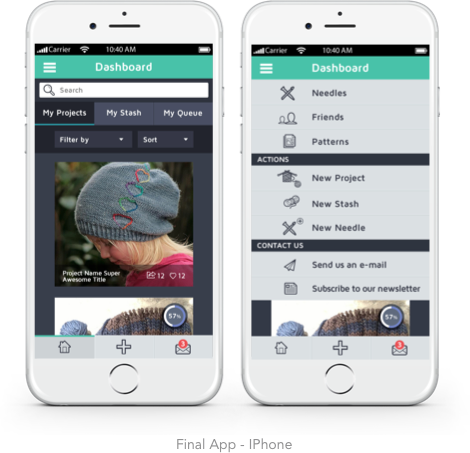 Carrier 10:40 AM
Dashboard
Search
My Projects My Stash My Queue
Filter by Sort
Project Name Super
Awesome Title
12 12
57%
3
Carrier 10:40 AM
Dashboard
Needles
Friends
Patterns
ACTIONS
New Project
New Stash
New Needle
CONTACT US
Send us an e-mail
Subscribe to our newsletter
57%
3
Final App - IPhone